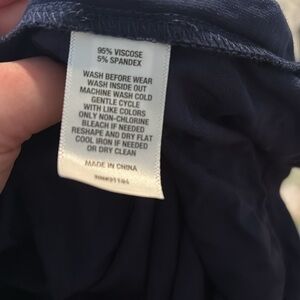 95% VISCOSE
5% SPANDEX
WASH BEFORE WEAR
WASH INSIDE OUT
MACHINE WASH COLD
GENTLE CYCLE
WITH LIKE COLORS
ONLY NON-CHLORINE
BLEACH IF NEEDED
RESHAPE AND DRY FLAT
COOL IRON IF NEEDED
OR DRY CLEAN
MADE IN CHINA